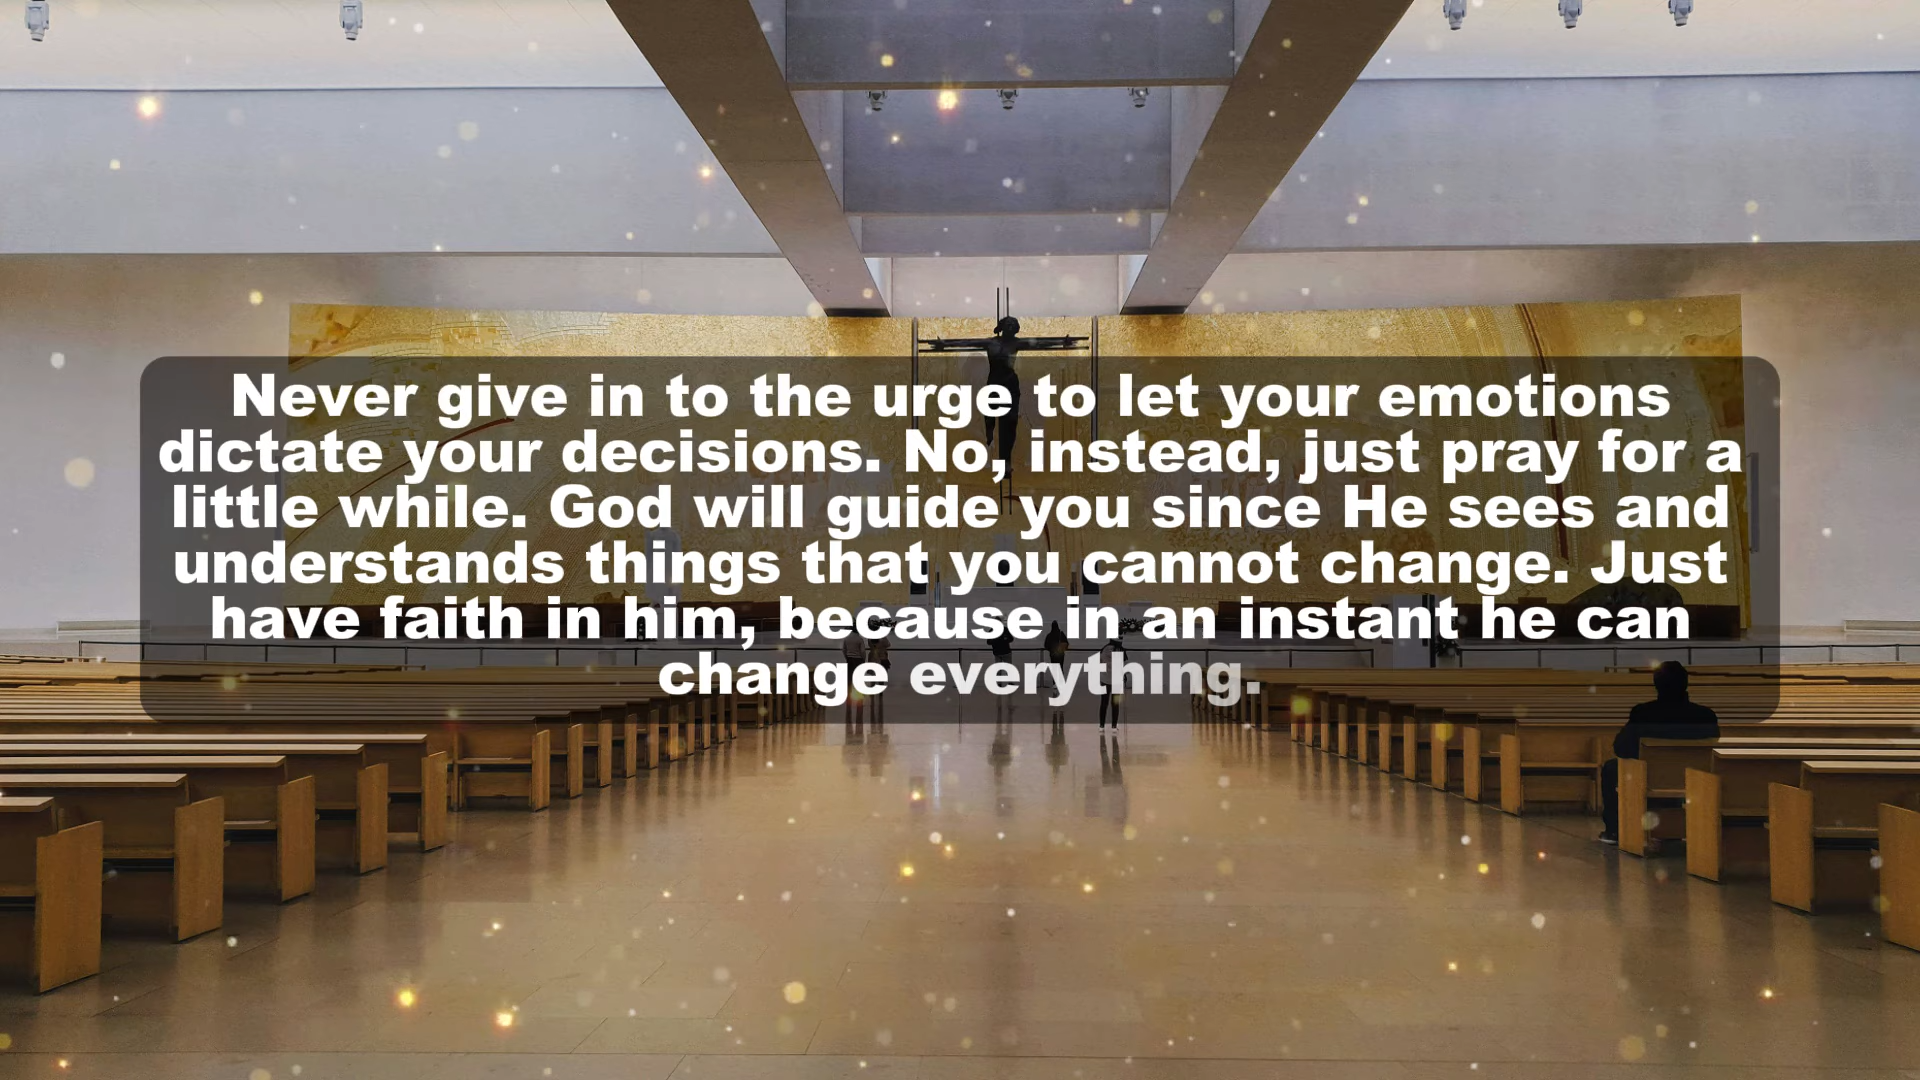 Never give in to the urge to let your emotions
dictate your decisions. No, instead, just pray for a
little while. God will guide you since He sees and
understands things that you cannot change. Just
have faith in him, because in an instant he can
change everything.